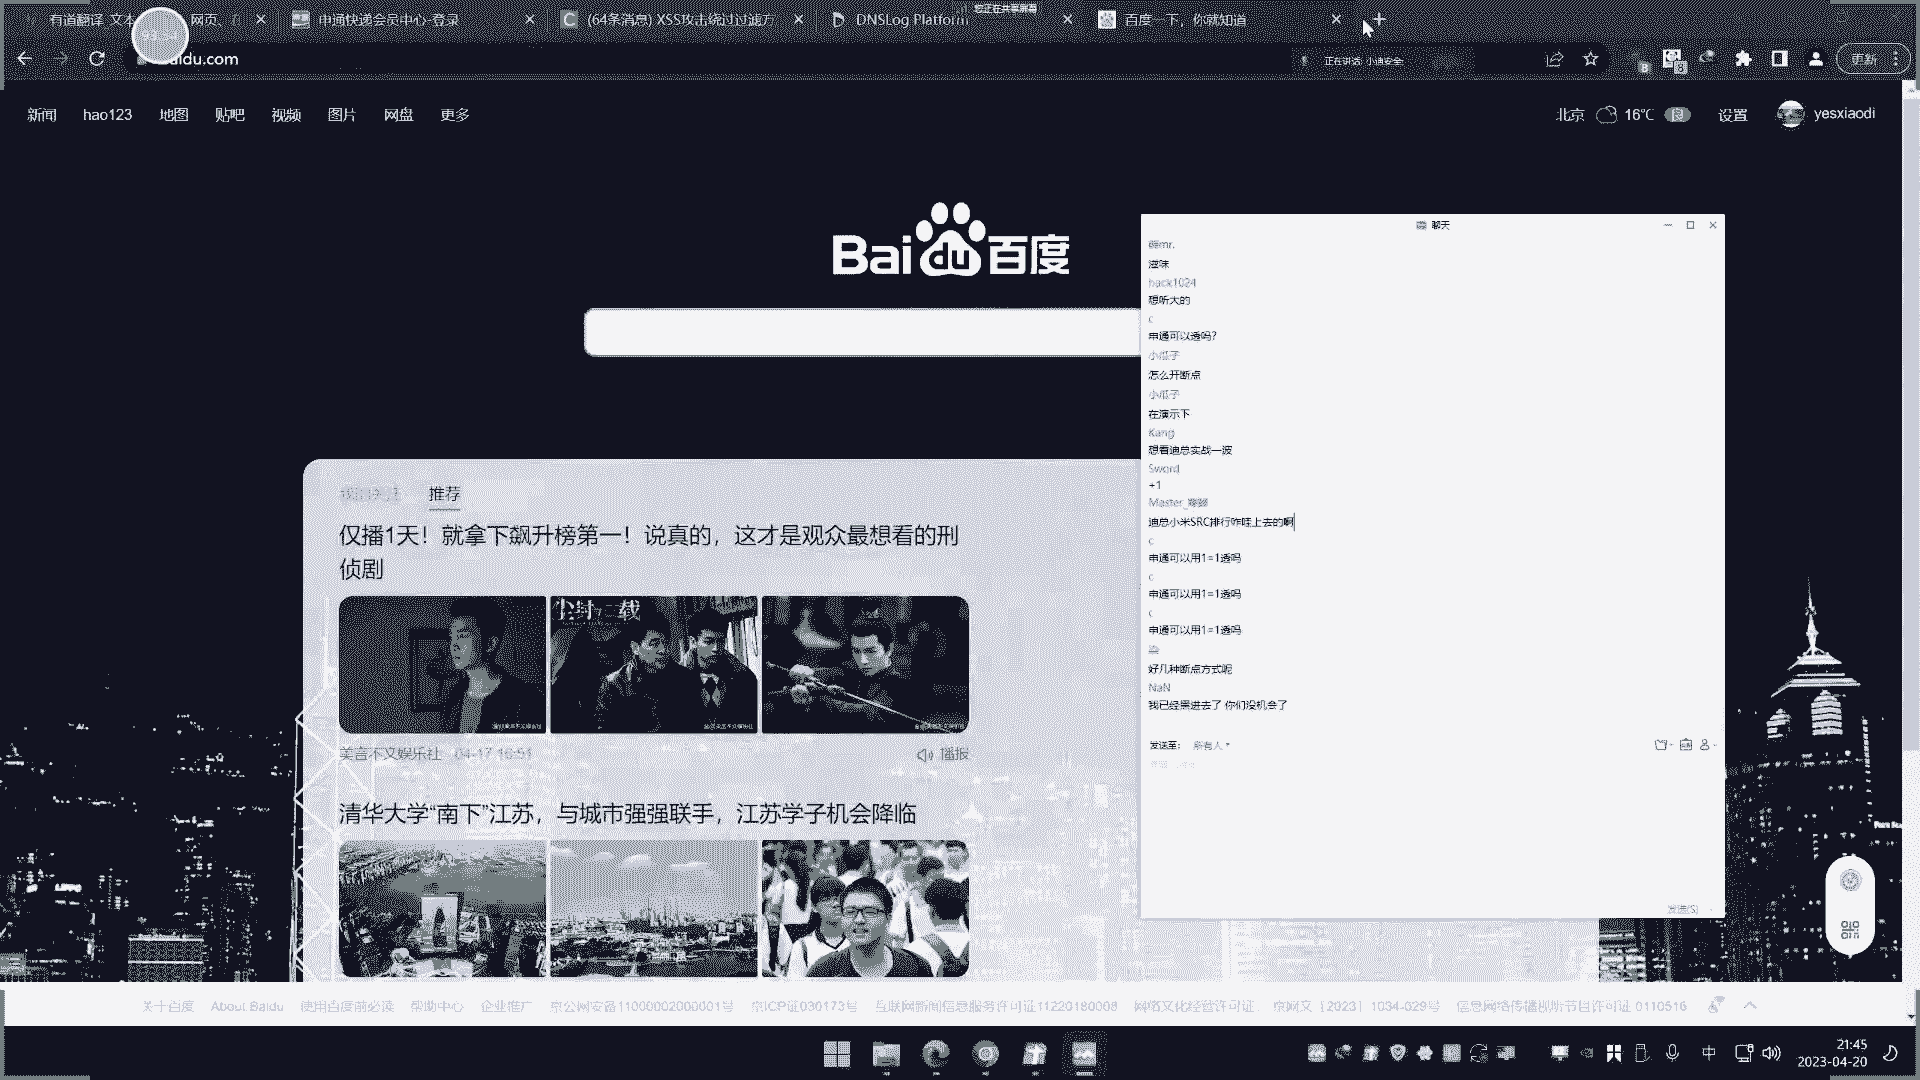 有道翻译_文本
网页、
申通快递会员中心-登录
(64条消息) XSS攻击绕过过滤方
DNSLog Platform
您正在共享屏幕
百度一下，你就知道
93:54
aidu.com
正在讲话: 小迪安全
更新
新闻
hao123
地图
贴吧
视频
图片
网盘
更多
北京
16℃
良
设置
yesxiaodi
Bai du 百度
聊天
mr.
滋味
hack1024
想听大的
c
申通可以透吗?
小瓜子
怎么开断点
小瓜子
在演示下
Kang
想看迪总实战一波
Sword
+1
Master_
迪总小米SRC排行咋哇上去的啊
c
申通可以用1=1透吗
c
申通可以用1=1透吗
c
申通可以用1=1透吗
好几种断点方式呢
NaN
我已经黑进去了 你们没机会了
发送至:
所有人
发送(S)
推荐
仅播1天！就拿下飙升榜第一！说真的，这才是观众最想看的刑
侦剧
尘封十二载
美言不文娱乐社
04-17 16:51
播报
清华大学“南下”江苏，与城市强强联手，江苏学子机会降临
关于百度
About Baidu
使用百度前必读
帮助中心
企业推广
京公网安备11000002000001号
京ICP证030173号
互联网新闻信息服务许可证11220180008
网络文化经营许可证： 京网文〔2023〕1034-029号
信息网络传播视听节目许可证 0110516
中
21:45
2023-04-20